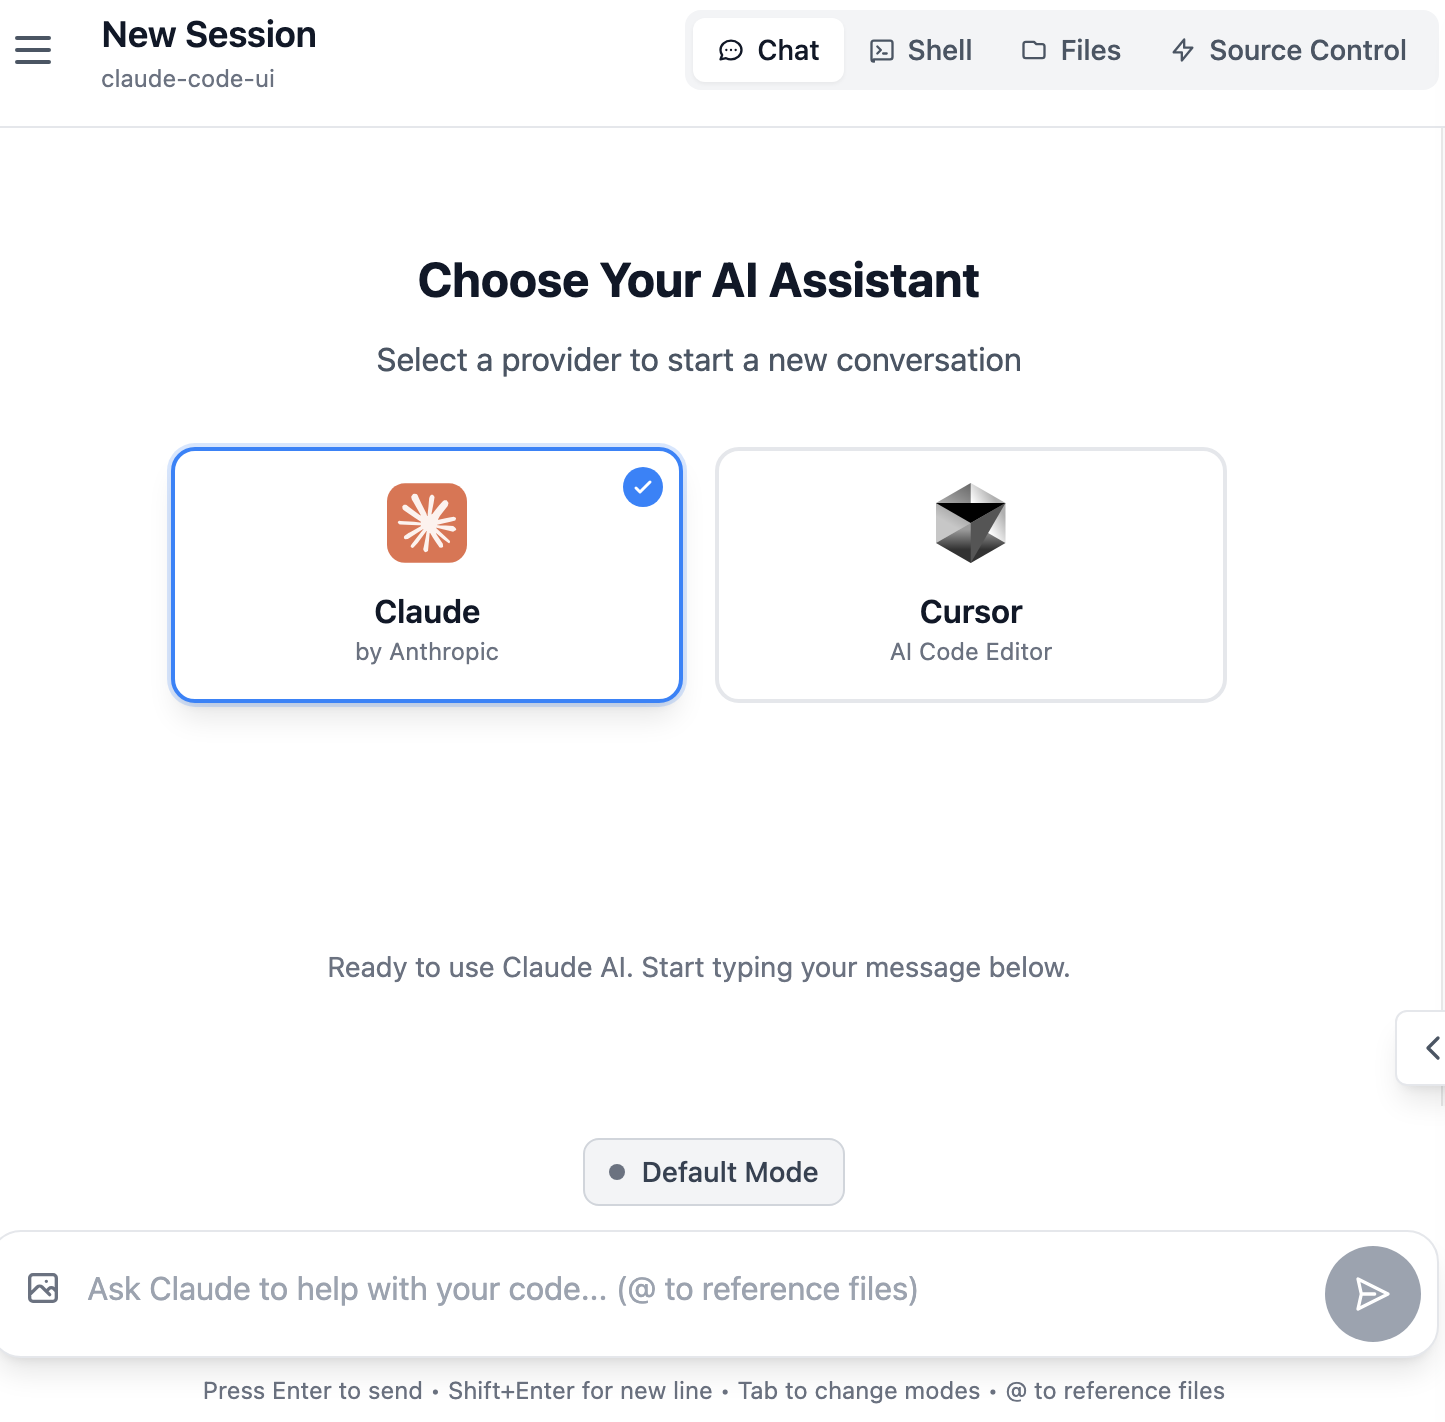 New Session
claude-code-ui
Chat
Shell
Files
Source Control
Choose Your AI Assistant
Select a provider to start a new conversation
Claude
by Anthropic
Cursor
AI Code Editor
Ready to use Claude AI. Start typing your message below.
Default Mode
Ask Claude to help with your code... (@ to reference files)
Press Enter to send • Shift+Enter for new line • Tab to change modes • @ to reference files